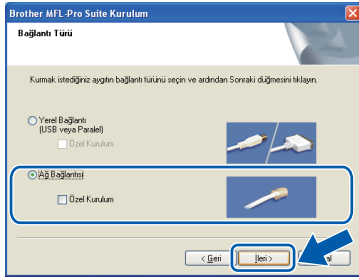 Brother MFL-Pro Suite Kurulum
Bağlantı Türü
Kurmak istediğiniz aygıtın bağlantı türünü seçin ve ardından Sonraki düğmesini tıklayın.
Yerel Bağlantı
(USB veya Paralel)
Özel Kurulum
Ağ Bağlantısı
Özel Kurulum
< Geri İleri >